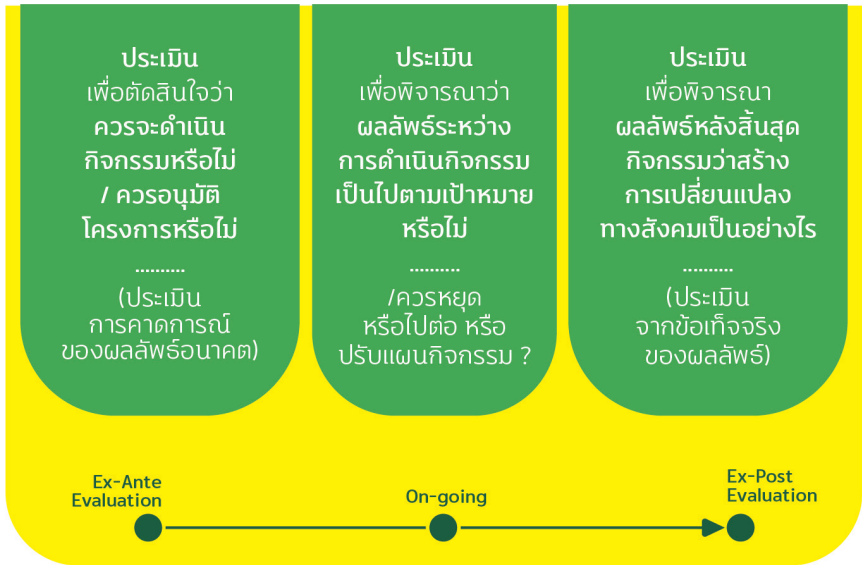 ประเมิน
เพื่อตัดสินใจว่า
ควรจะดำเนิน
กิจกรรมหรือไม่
/ ควรอนุมัติ
โครงการหรือไม่
..........
(ประเมิน
การคาดการณ์
ของผลลัพธ์อนาคต)
ประเมิน
เพื่อพิจารณาว่า
ผลลัพธ์ระหว่าง
การดำเนินกิจกรรม
เป็นไปตามเป้าหมาย
หรือไม่
..........
/ควรหยุด
หรือไปต่อ หรือ
ปรับแผนกิจกรรม ?
ประเมิน
เพื่อพิจารณา
ผลลัพธ์หลังสิ้นสุด
กิจกรรมว่าสร้าง
การเปลี่ยนแปลง
ทางสังคมเป็นอย่างไร
..........
(ประเมิน
จากข้อเท็จจริง
ของผลลัพธ์)
Ex-Ante
Evaluation
On-going
Ex-Post
Evaluation